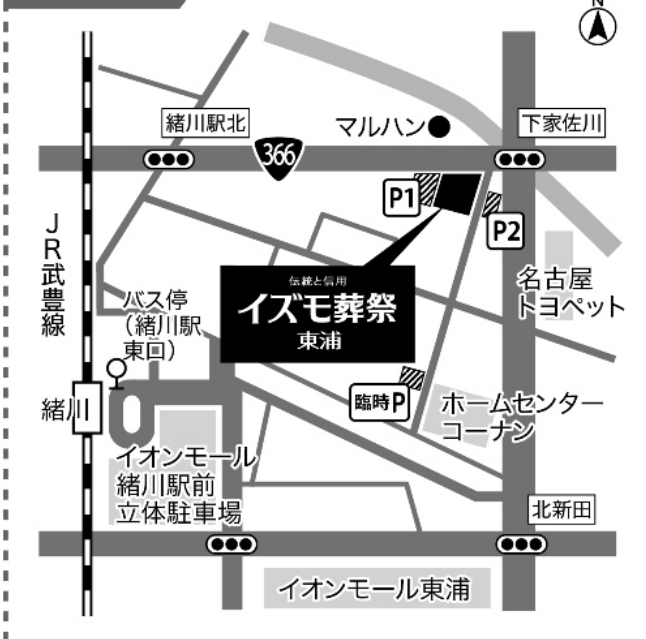 N
緒川駅北
366
マルハン
下家佐川
P1
P2
JR武豊線
バス停
（緒川駅
東口）
伝統と信用
イズモ葬祭
東浦
名古屋
トヨペット
緒川
臨時P
ホームセンター
コーナン
イオンモール
緒川駅前
立体駐車場
北新田
イオンモール東浦